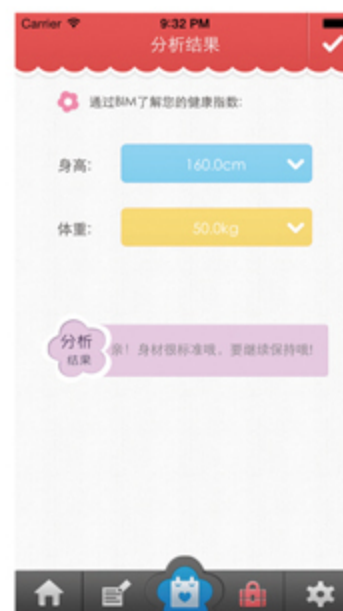 Carrier 9:32 PM
分析结果
通过BIM了解您的健康指数:
身高: 160.0cm
体重: 50.0kg
分析
结果
亲！身材很标准哦，要继续保持哦!